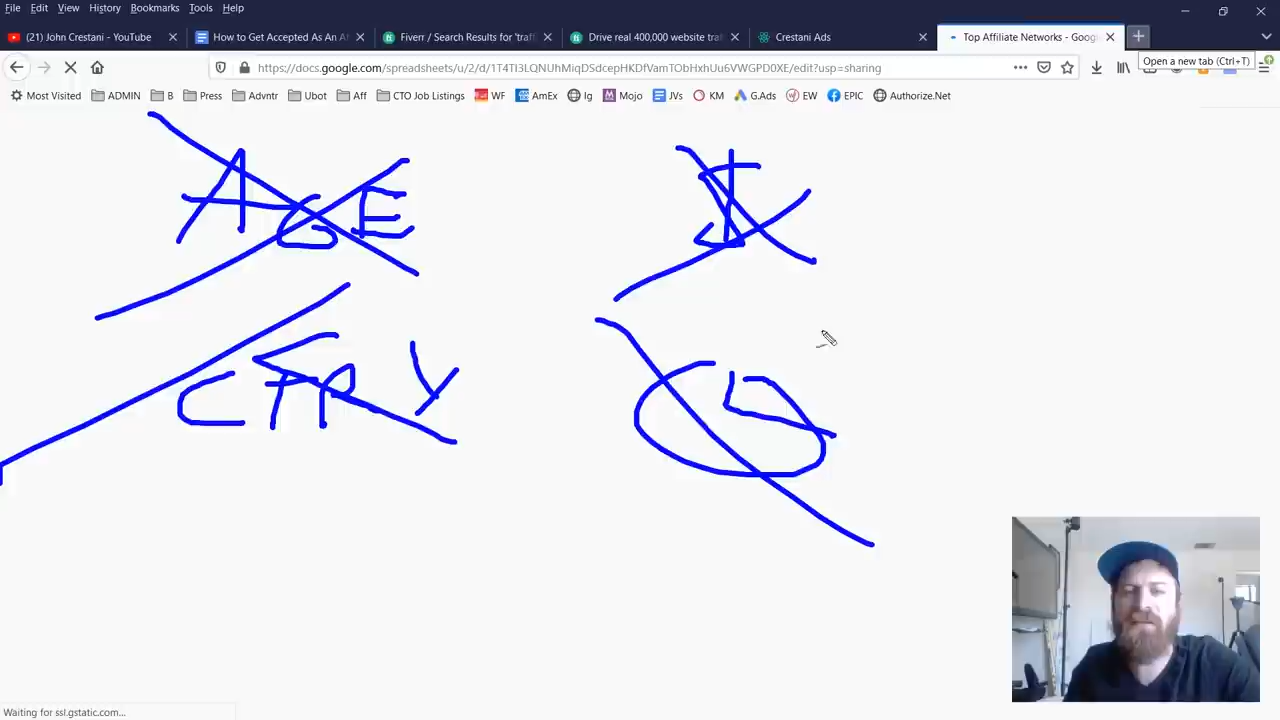 File Edit View History Bookmarks Tools Help
(21) John Crestani - YouTube
How to Get Accepted As An Af
Fiverr / Search Results for 'traff
Drive real 400,000 website traf
Crestani Ads
Top Affiliate Networks - Goog
Open a new tab (Ctrl+T)
https://docs.google.com/spreadsheets/u/2/d/1T4TI3LQNUhMiqDSdcepHKDfVamTObHxhUu6VWGPD0XE/edit?usp=sharing
Most Visited ADMIN B Press Advntr Ubot Aff CTO Job Listings WF AmEx Ig Mojo JVs KM G.Ads EW EPIC Authorize.Net
AGE $
CTRY
Waiting for ssl.gstatic.com...